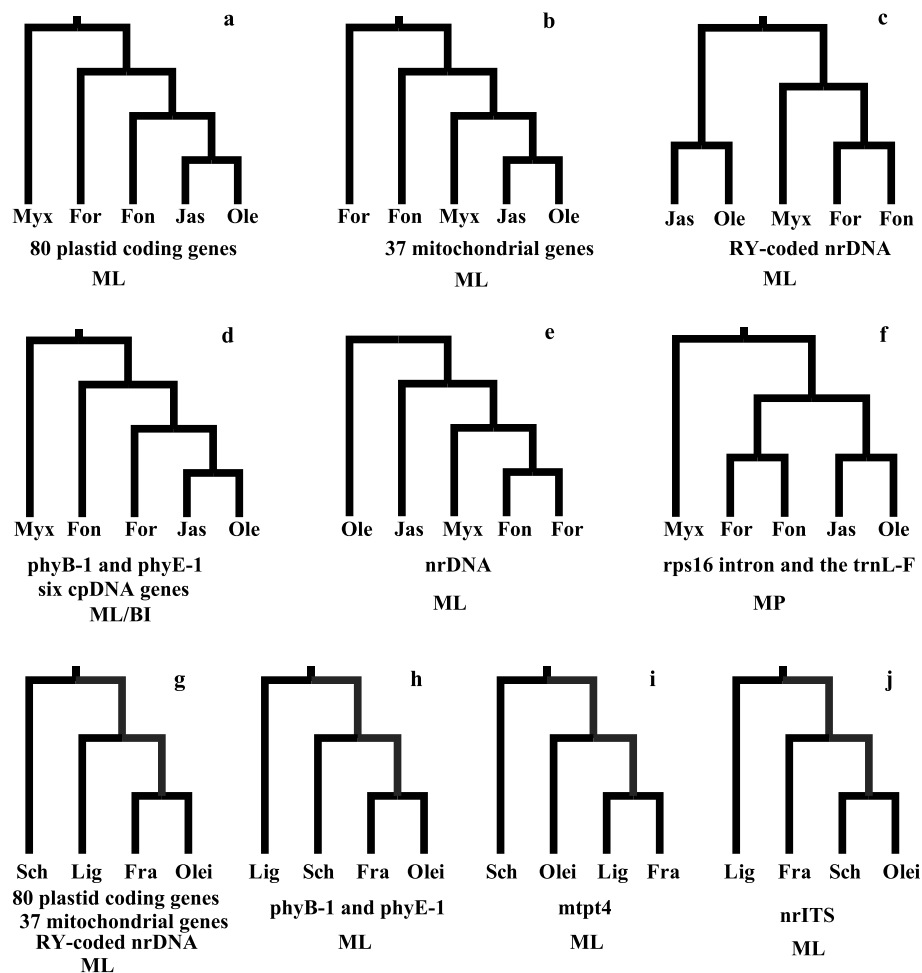 a
Myx For Fon Jas Ole
80 plastid coding genes
ML
b
For Fon Myx Jas Ole
37 mitochondrial genes
ML
c
Jas Ole Myx For Fon
RY-coded nrDNA
ML
d
Myx Fon For Jas Ole
phyB-1 and phyE-1
six cpDNA genes
ML/BI
e
Ole Jas Myx Fon For
nrDNA
ML
f
Myx For Fon Jas Ole
rps16 intron and the trnL-F
MP
g
Sch Lig Fra Olei
80 plastid coding genes
37 mitochondrial genes
RY-coded nrDNA
ML
h
Lig Sch Fra Olei
phyB-1 and phyE-1
ML
i
Sch Olei Lig Fra
mtpt4
ML
j
Lig Fra Sch Olei
nrITS
ML